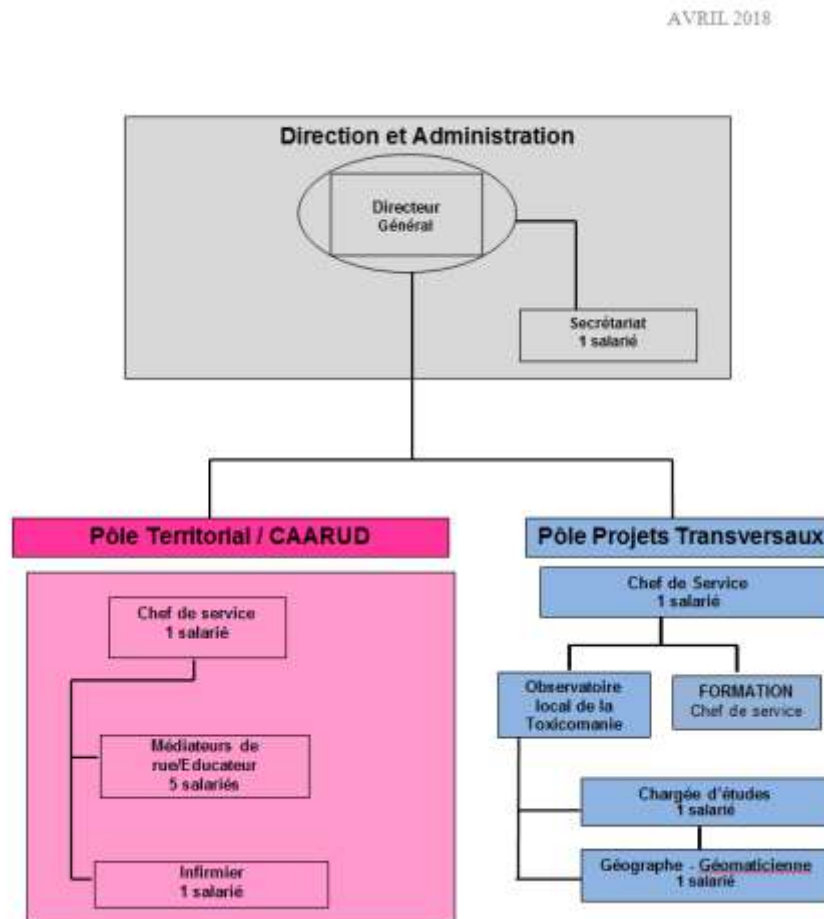 AVRIL 2018
Direction et Administration
Directeur
Général
Secrétariat
1 salarié
Pôle Territorial / CAARUD
Chef de service
1 salarié
Médiateurs de
rue/Educateur
5 salariés
Infirmier
1 salarié
Pôle Projets Transversaux
Chef de Service
1 salarié
Observatoire
local de la
Toxicomanie
FORMATION
Chef de service
Chargée d'études
1 salarié
Géographe - Géomaticienne
1 salarié